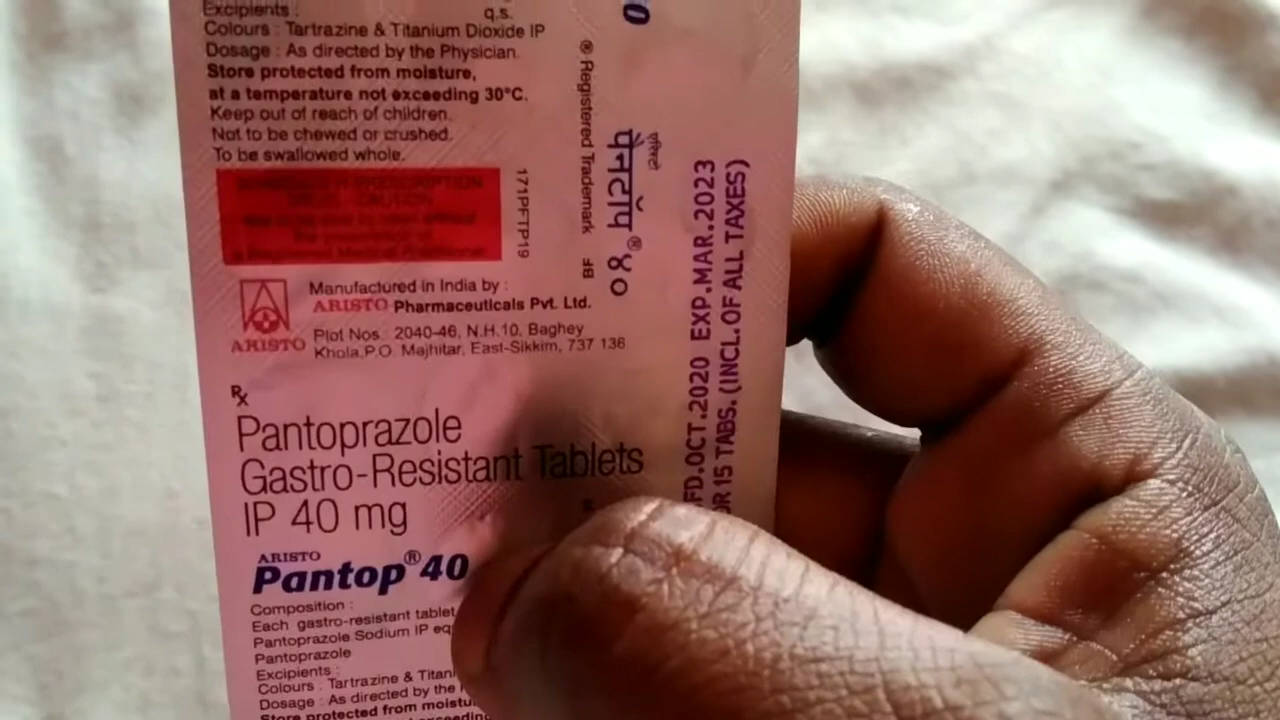 Excipients : q.s.
Colours : Tartrazine & Titanium Dioxide IP
Dosage : As directed by the Physician.
Store protected from moisture,
at a temperature not exceeding 30°C.
Keep out of reach of children.
Not to be chewed or crushed.
To be swallowed whole.
171PFTP19
ARISTO
Manufactured in India by :
ARISTO Pharmaceuticals Pvt. Ltd.
Plot Nos.: 2040-46, N.H.10, Baghey
Khola,P.O. Majhitar, East-Sikkim, 737 136
Rx
Pantoprazole
Gastro-Resistant Tablets
IP 40 mg
ARISTO
Pantop® 40
Composition :
Each gastro-resistant tablet
Pantoprazole Sodium IP eq
Pantoprazole
Excipients :
Colours : Tartrazine & Titani
Dosage : As directed by the
Store protected from moistu
® Registered Trademark
एरिस्टो
पैनटॉप® ४०
FD.OCT.2020 EXP.MAR.2023
OR 15 TABS. (INCL. OF ALL TAXES)